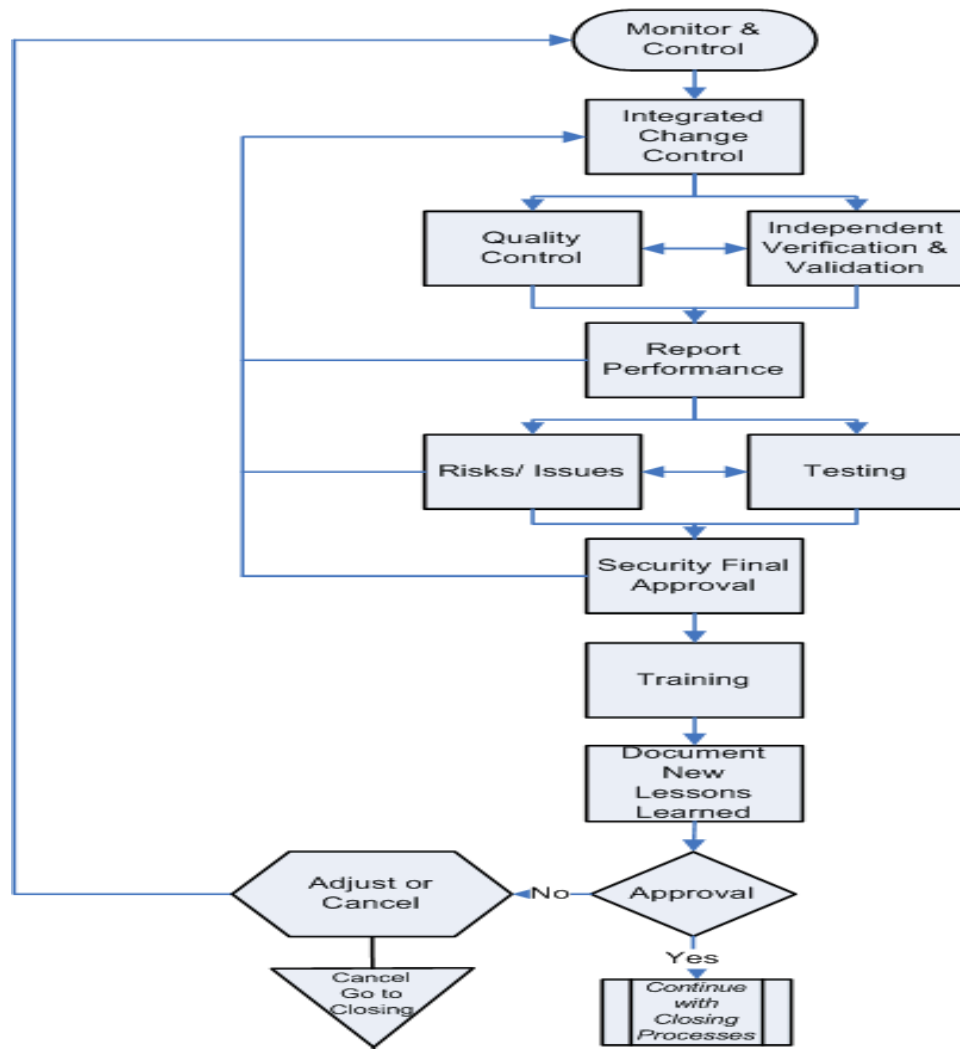 Monitor &
Control
Integrated
Change
Control
Quality
Control
Independent
Verification &
Validation
Report
Performance
Risks/ Issues
Testing
Security Final
Approval
Training
Document
New
Lessons
Learned
Adjust or
Cancel
No
Approval
Yes
Cancel
Go to
Closing
Continue
with
Closing
Processes